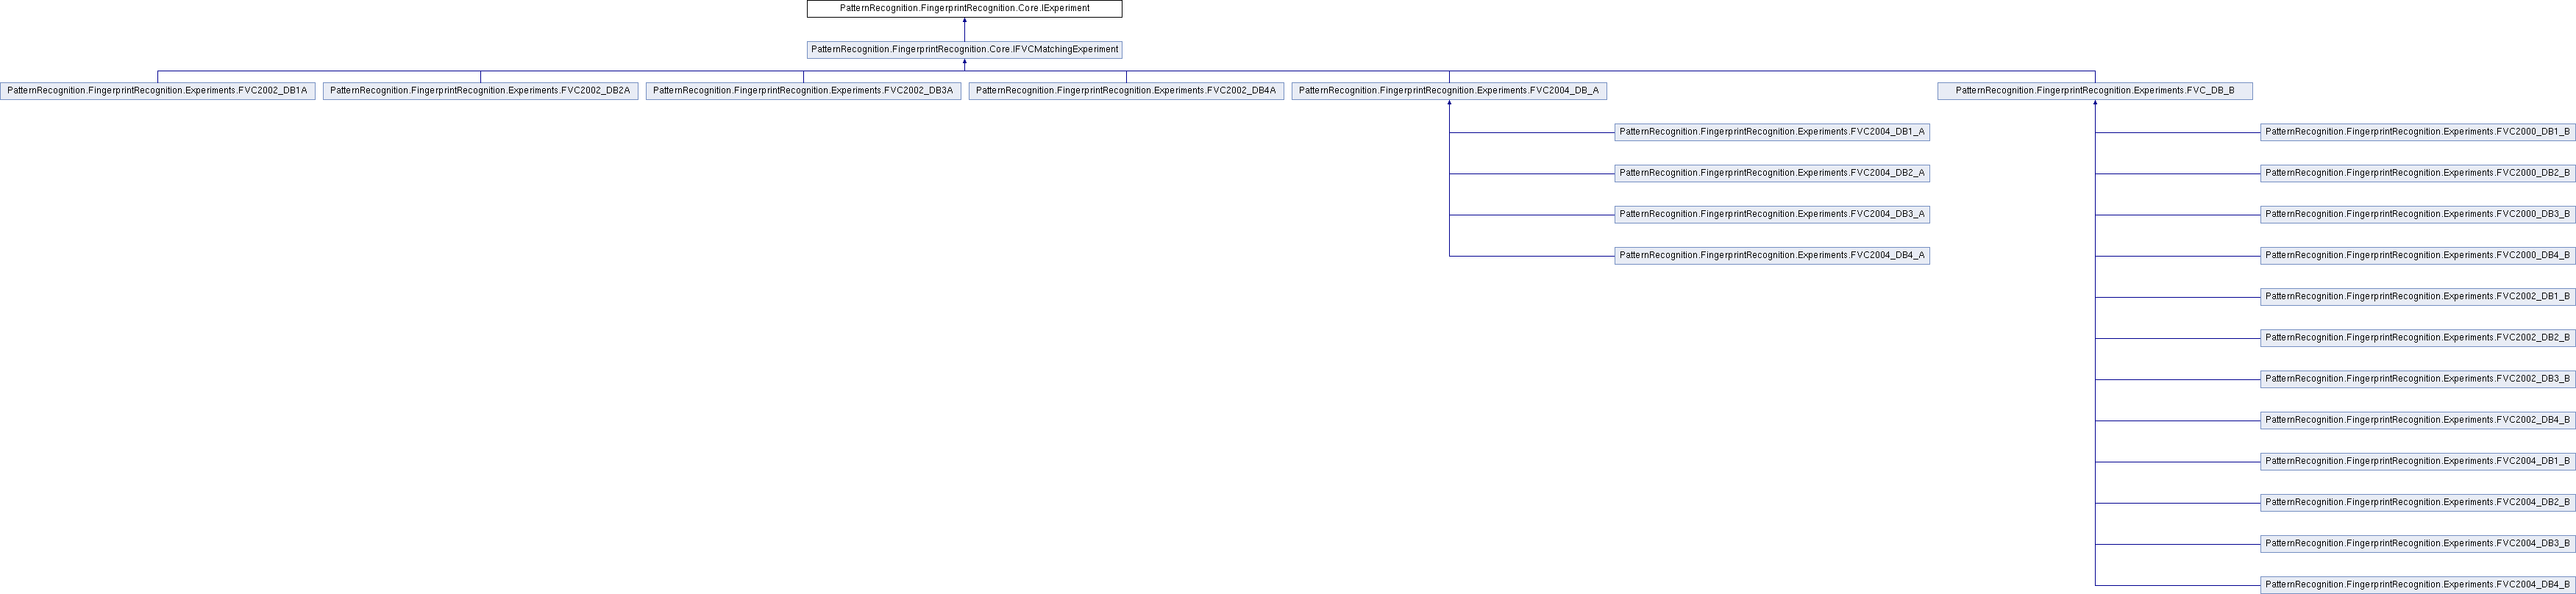 PatternRecognition.FingerprintRecognition.Core.IExperiment
PatternRecognition.FingerprintRecognition.Core.IFVCMatchingExperiment
PatternRecognition.FingerprintRecognition.Experiments.FVC2002_DB1A
PatternRecognition.FingerprintRecognition.Experiments.FVC2002_DB2A
PatternRecognition.FingerprintRecognition.Experiments.FVC2002_DB3A
PatternRecognition.FingerprintRecognition.Experiments.FVC2002_DB4A
PatternRecognition.FingerprintRecognition.Experiments.FVC2004_DB_A
PatternRecognition.FingerprintRecognition.Experiments.FVC_DB_B
PatternRecognition.FingerprintRecognition.Experiments.FVC2004_DB1_A
PatternRecognition.FingerprintRecognition.Experiments.FVC2004_DB2_A
PatternRecognition.FingerprintRecognition.Experiments.FVC2004_DB3_A
PatternRecognition.FingerprintRecognition.Experiments.FVC2004_DB4_A
PatternRecognition.FingerprintRecognition.Experiments.FVC2000_DB1_B
PatternRecognition.FingerprintRecognition.Experiments.FVC2000_DB2_B
PatternRecognition.FingerprintRecognition.Experiments.FVC2000_DB3_B
PatternRecognition.FingerprintRecognition.Experiments.FVC2000_DB4_B
PatternRecognition.FingerprintRecognition.Experiments.FVC2002_DB1_B
PatternRecognition.FingerprintRecognition.Experiments.FVC2002_DB2_B
PatternRecognition.FingerprintRecognition.Experiments.FVC2002_DB3_B
PatternRecognition.FingerprintRecognition.Experiments.FVC2002_DB4_B
PatternRecognition.FingerprintRecognition.Experiments.FVC2004_DB1_B
PatternRecognition.FingerprintRecognition.Experiments.FVC2004_DB2_B
PatternRecognition.FingerprintRecognition.Experiments.FVC2004_DB3_B
PatternRecognition.FingerprintRecognition.Experiments.FVC2004_DB4_B